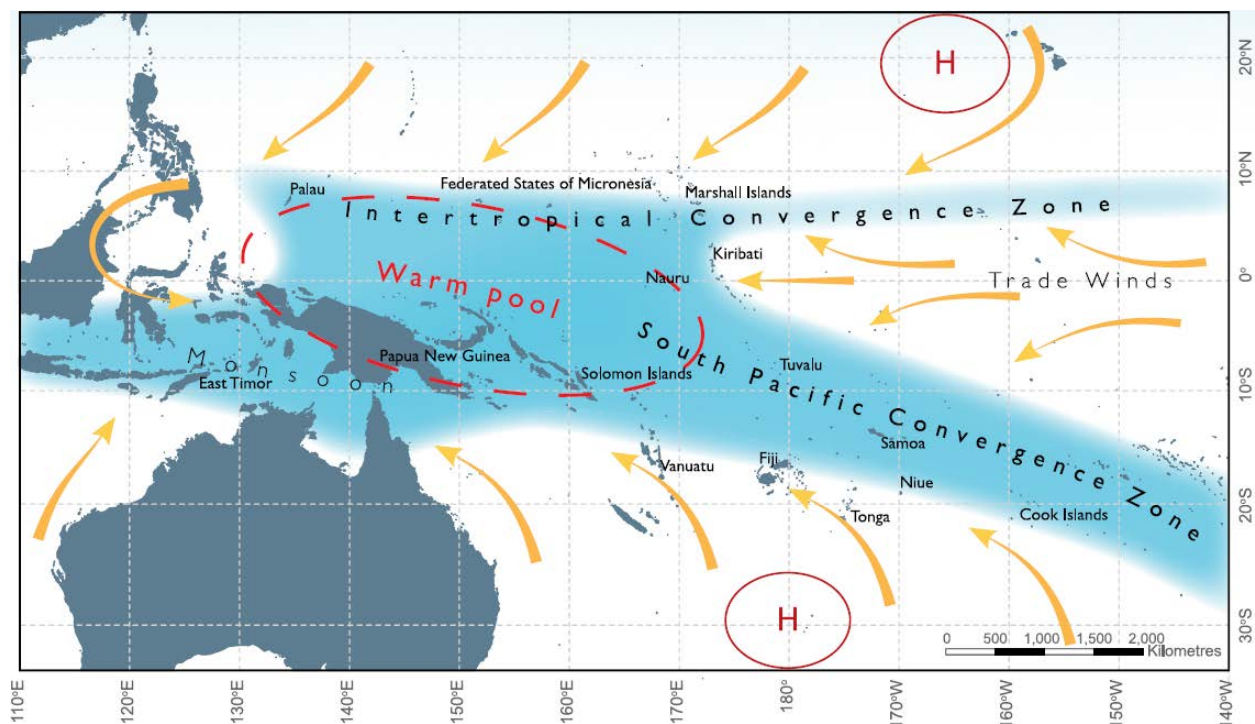 H
20°N
10°N
0°
10°S
20°S
30°S
Palau
Federated States of Micronesia
Marshall Islands
Intertropical Convergence Zone
Kiribati
Warm pool
Nauru
Trade Winds
Monsoon
East Timor
Papua New Guinea
Solomon Islands
South Pacific Convergence Zone
Tuvalu
Samoa
Vanuatu
Fiji
Niue
Tonga
Cook Islands
H
0 500 1,000 1,500 2,000
Kilometres
110°E 120°E 130°E 140°E 150°E 160°E 170°E 180° 170°W 160°W 150°W 140°W